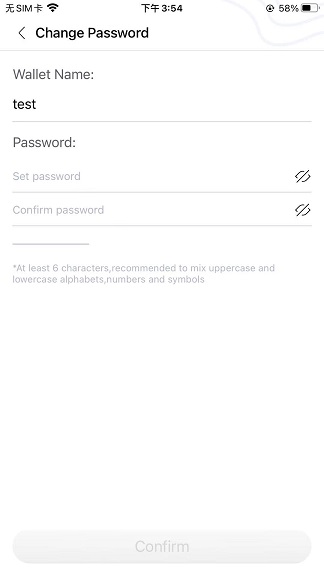 无SIM卡 下午3:54 58%
Change Password
Wallet Name:
test
Password:
Set password
Confirm password
*At least 6 characters,recommended to mix uppercase and
lowercase alphabets,numbers and symbols
Confirm